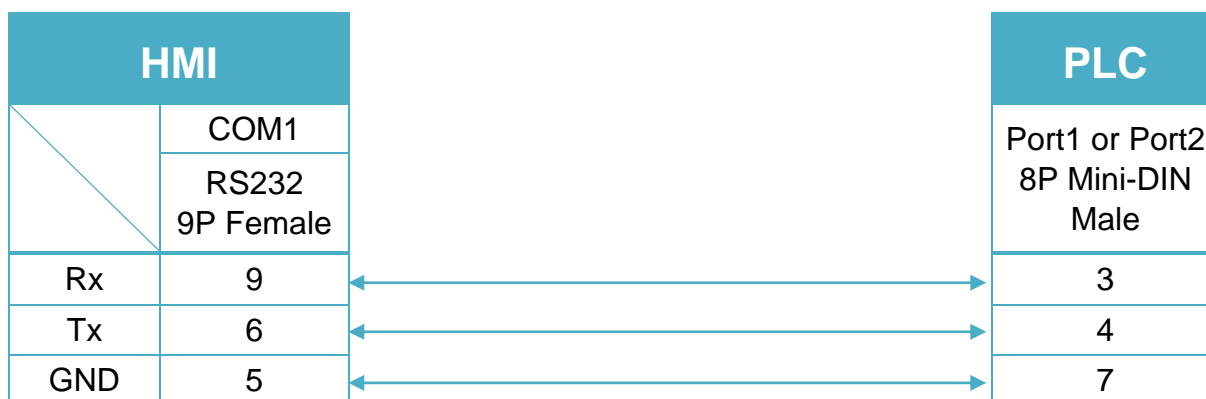 HMI
PLC
COM1
RS232
9P Female
Port1 or Port2
8P Mini-DIN
Male
Rx 9 3
Tx 6 4
GND 5 7